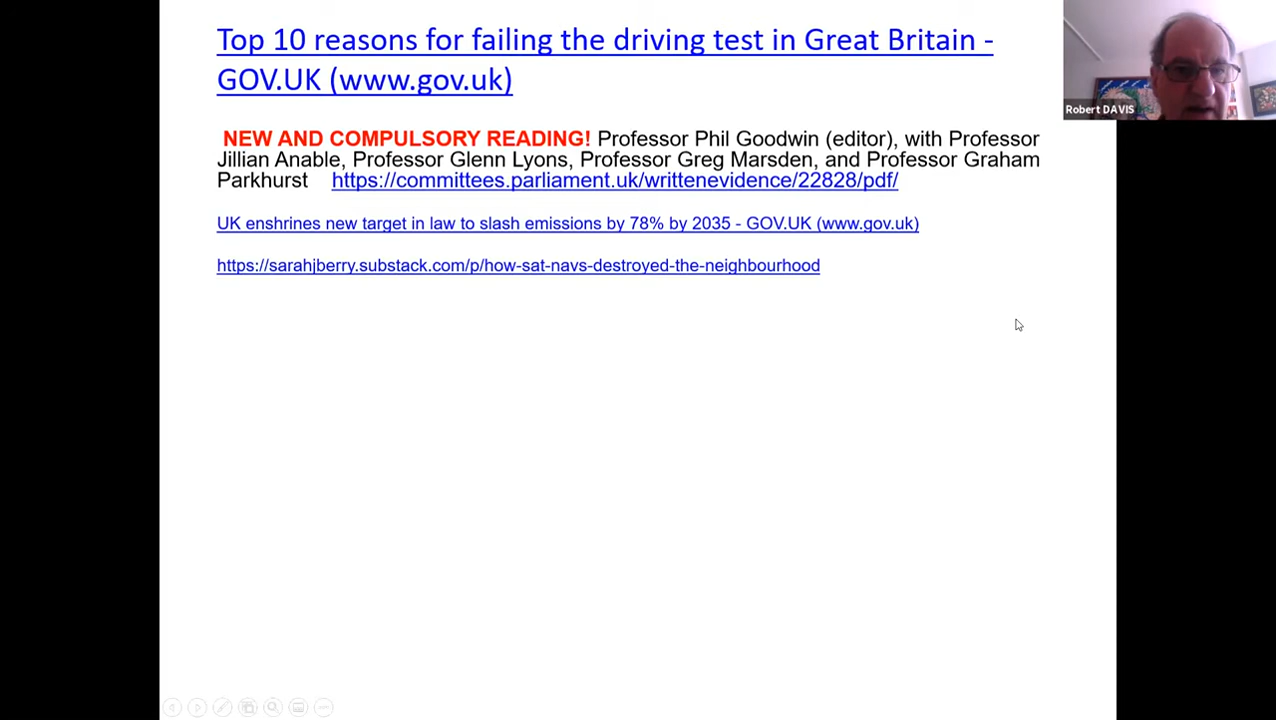 Top 10 reasons for failing the driving test in Great Britain -
GOV.UK (www.gov.uk)
Robert DAVIS
NEW AND COMPULSORY READING! Professor Phil Goodwin (editor), with Professor
Jillian Anable, Professor Glenn Lyons, Professor Greg Marsden, and Professor Graham
Parkhurst https://committees.parliament.uk/writtenevidence/22828/pdf/
UK enshrines new target in law to slash emissions by 78% by 2035 - GOV.UK (www.gov.uk)
https://sarahjberry.substack.com/p/how-sat-navs-destroyed-the-neighbourhood